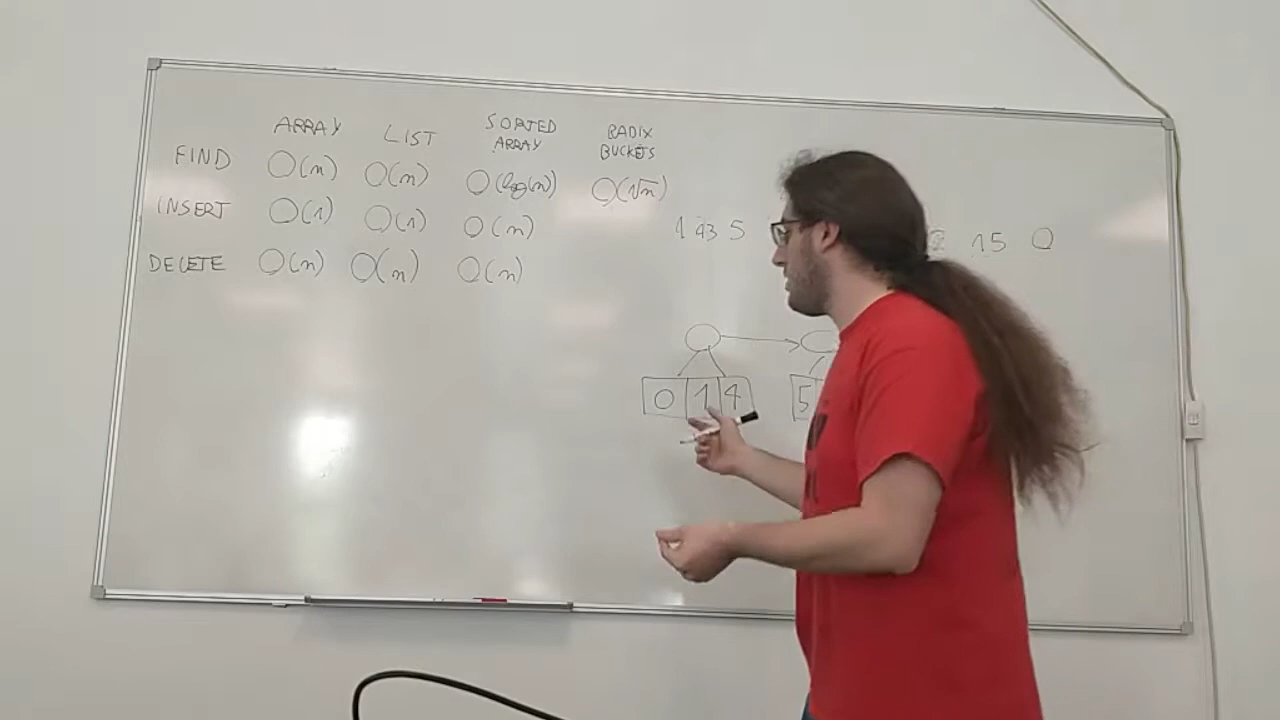 ARRAY LIST SORTED ARRAY RADIX BUCKETS
FIND O(n) O(n) O(log(n)) O(√n)
INSERT O(1) O(1) O(n)
DELETE O(n) O(n) O(n)
1 43 5 2 15 0
0 1 4 5